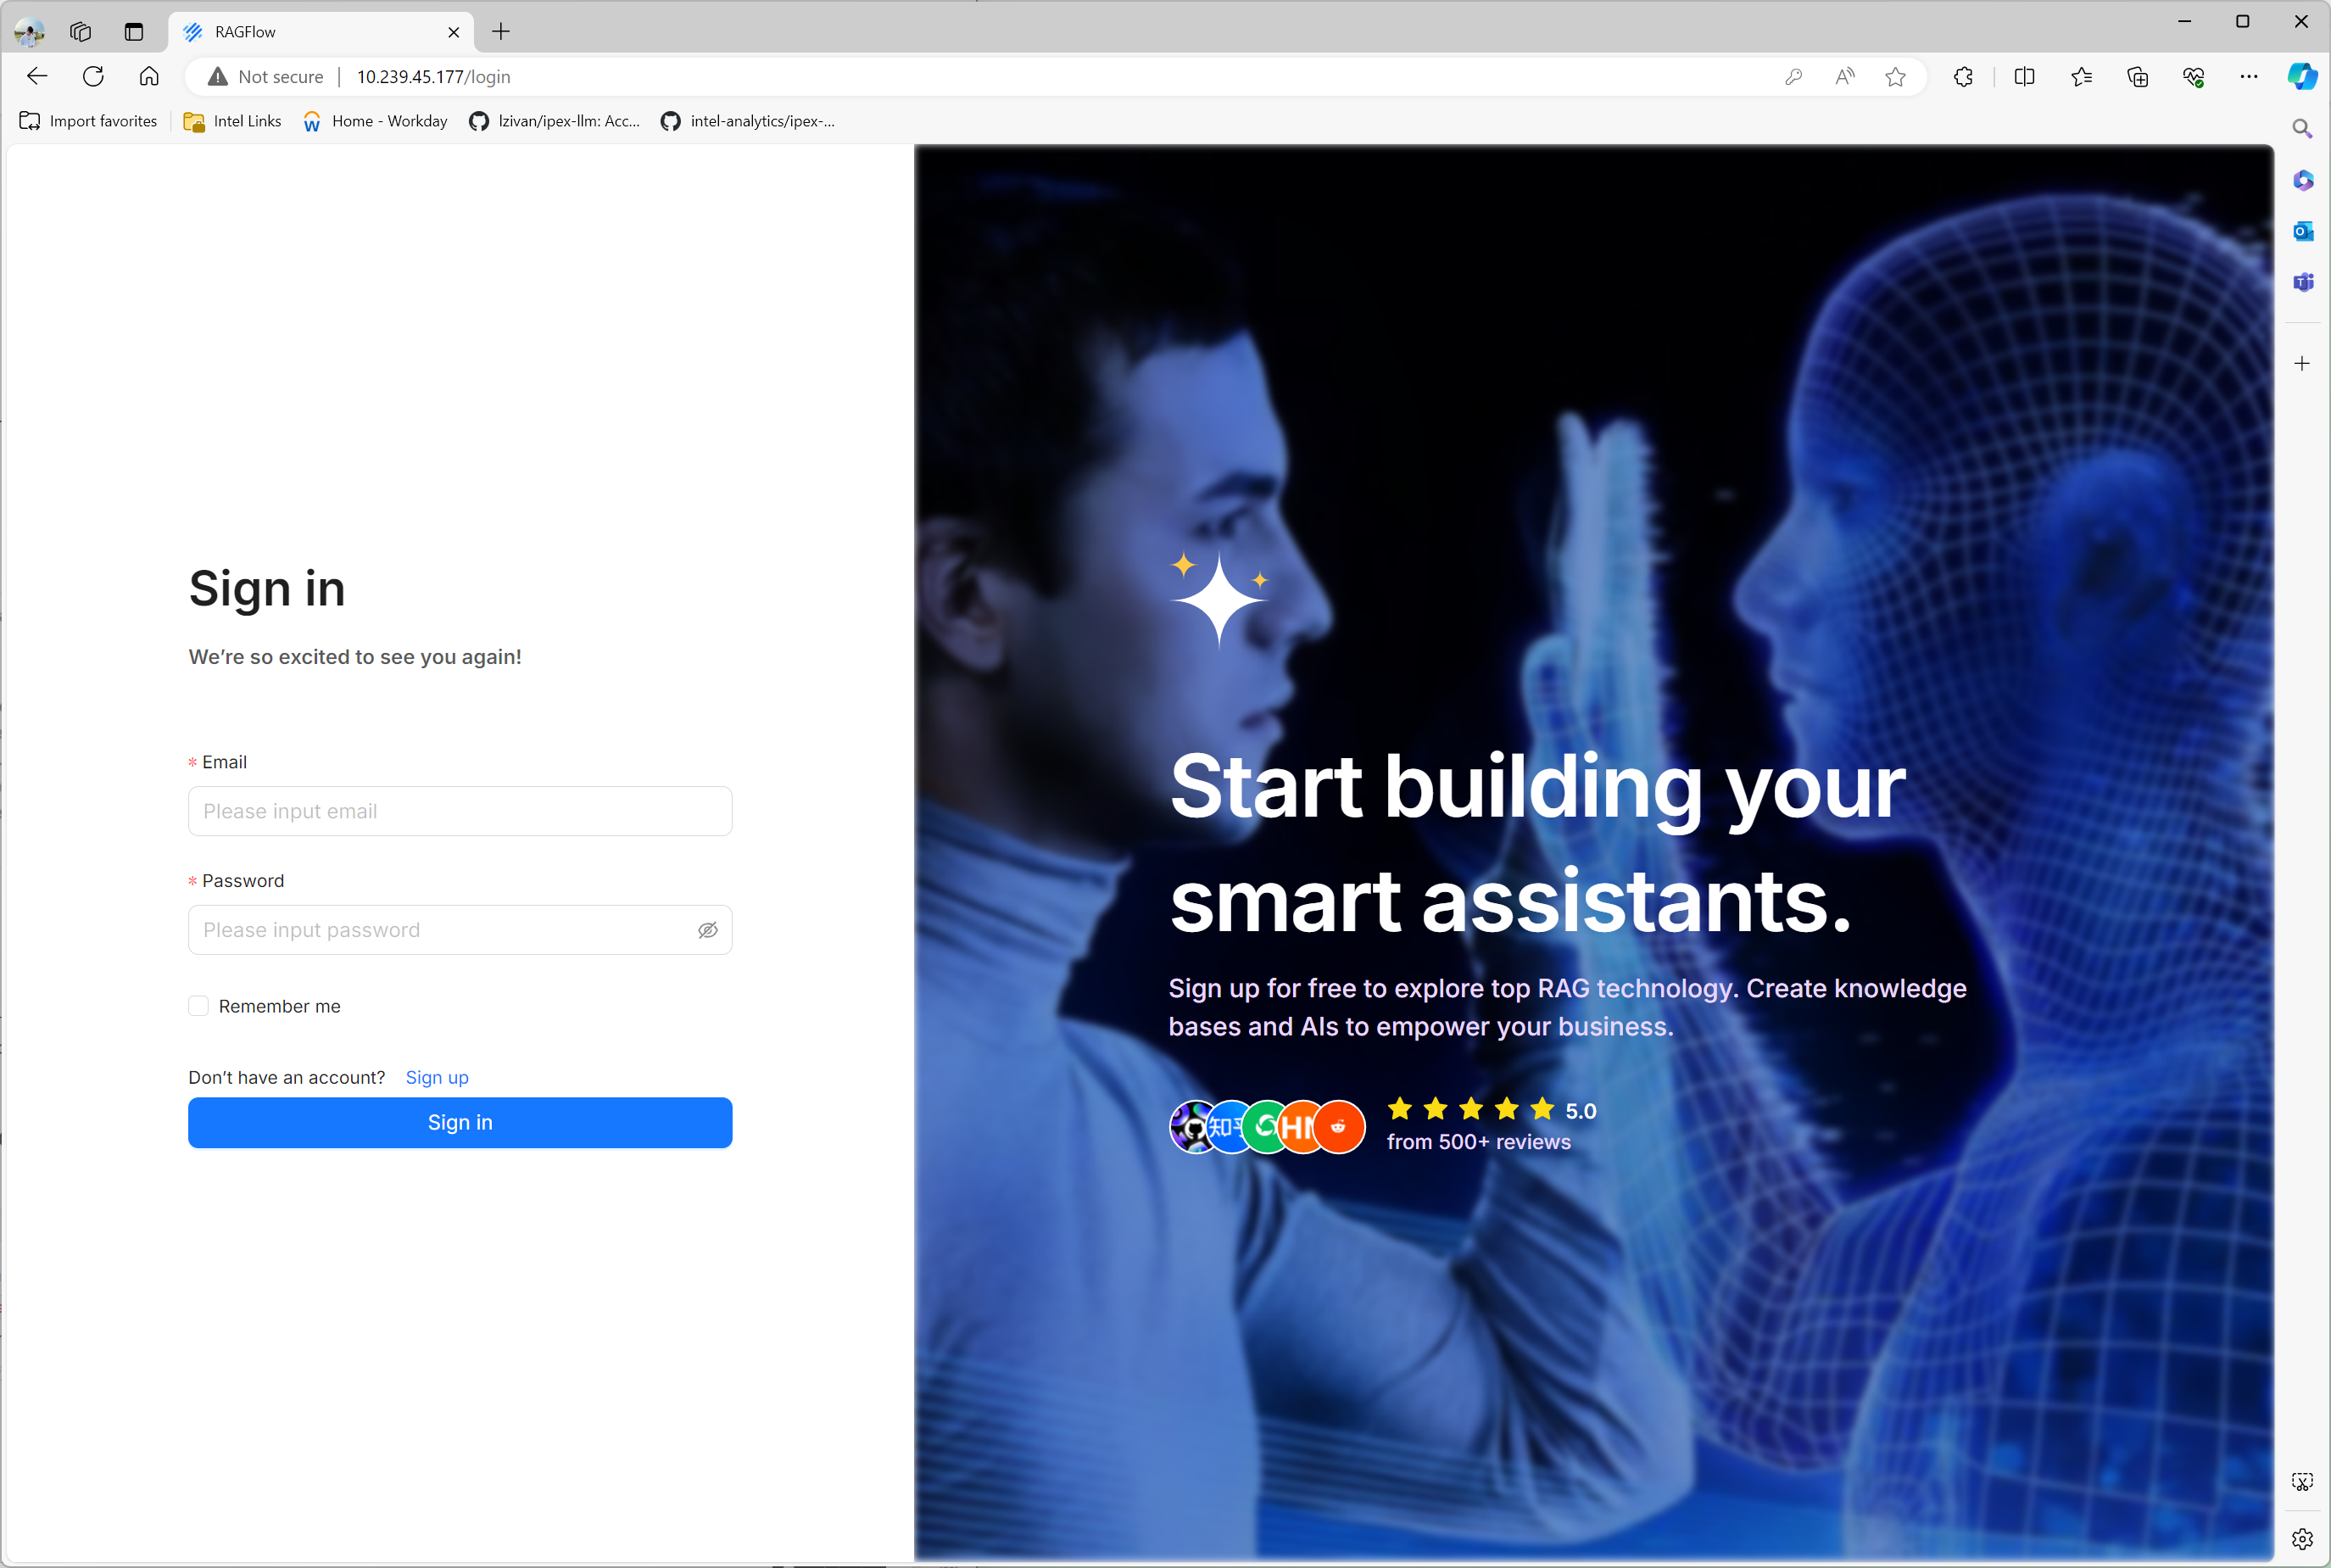 RAGFlow
Not secure
10.239.45.177/login
Import favorites
Intel Links
Home - Workday
lzivan/ipex-llm: Acc...
intel-analytics/ipex-...
Sign in
We’re so excited to see you again!
* Email
Please input email
* Password
Please input password
Remember me
Don’t have an account? Sign up
Sign in
Start building your
smart assistants.
Sign up for free to explore top RAG technology. Create knowledge
bases and AIs to empower your business.
知乎
5.0
from 500+ reviews